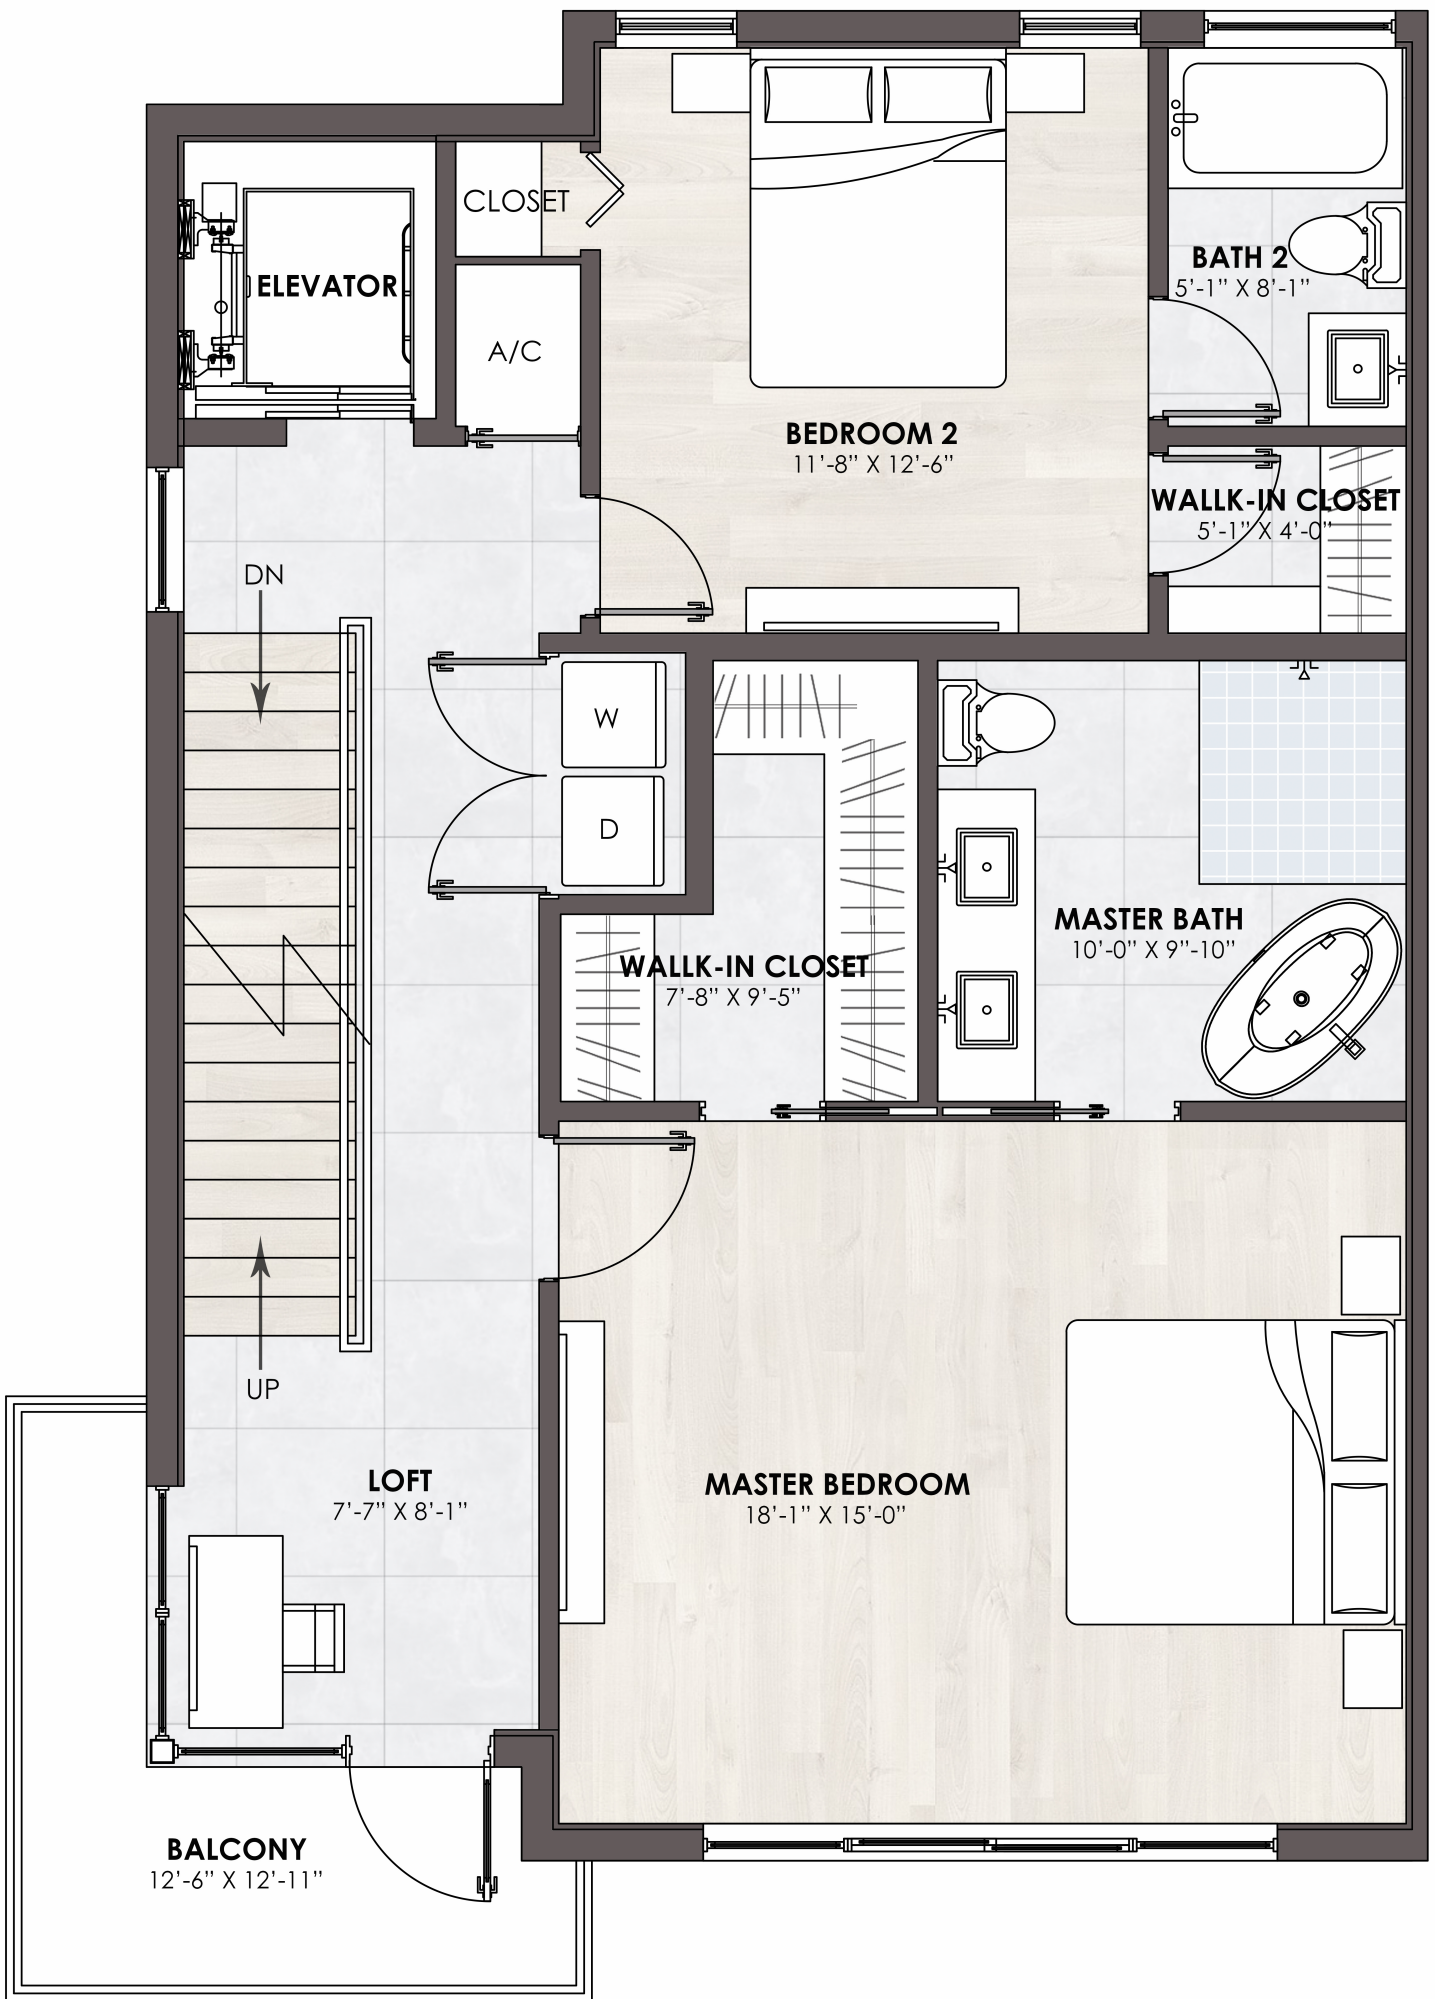 CLOSET
ELEVATOR
A/C
BATH 2
5'-1” X 8'-1”
BEDROOM 2
11'-8” X 12'-6”
WALLK-IN CLOSET
5'-1” X 4'-0”
DN
W
D
MASTER BATH
10'-0” X 9”-10”
WALLK-IN CLOSET
7'-8” X 9'-5”
UP
LOFT
7'-7” X 8'-1”
MASTER BEDROOM
18'-1” X 15'-0”
BALCONY
12'-6” X 12'-11”